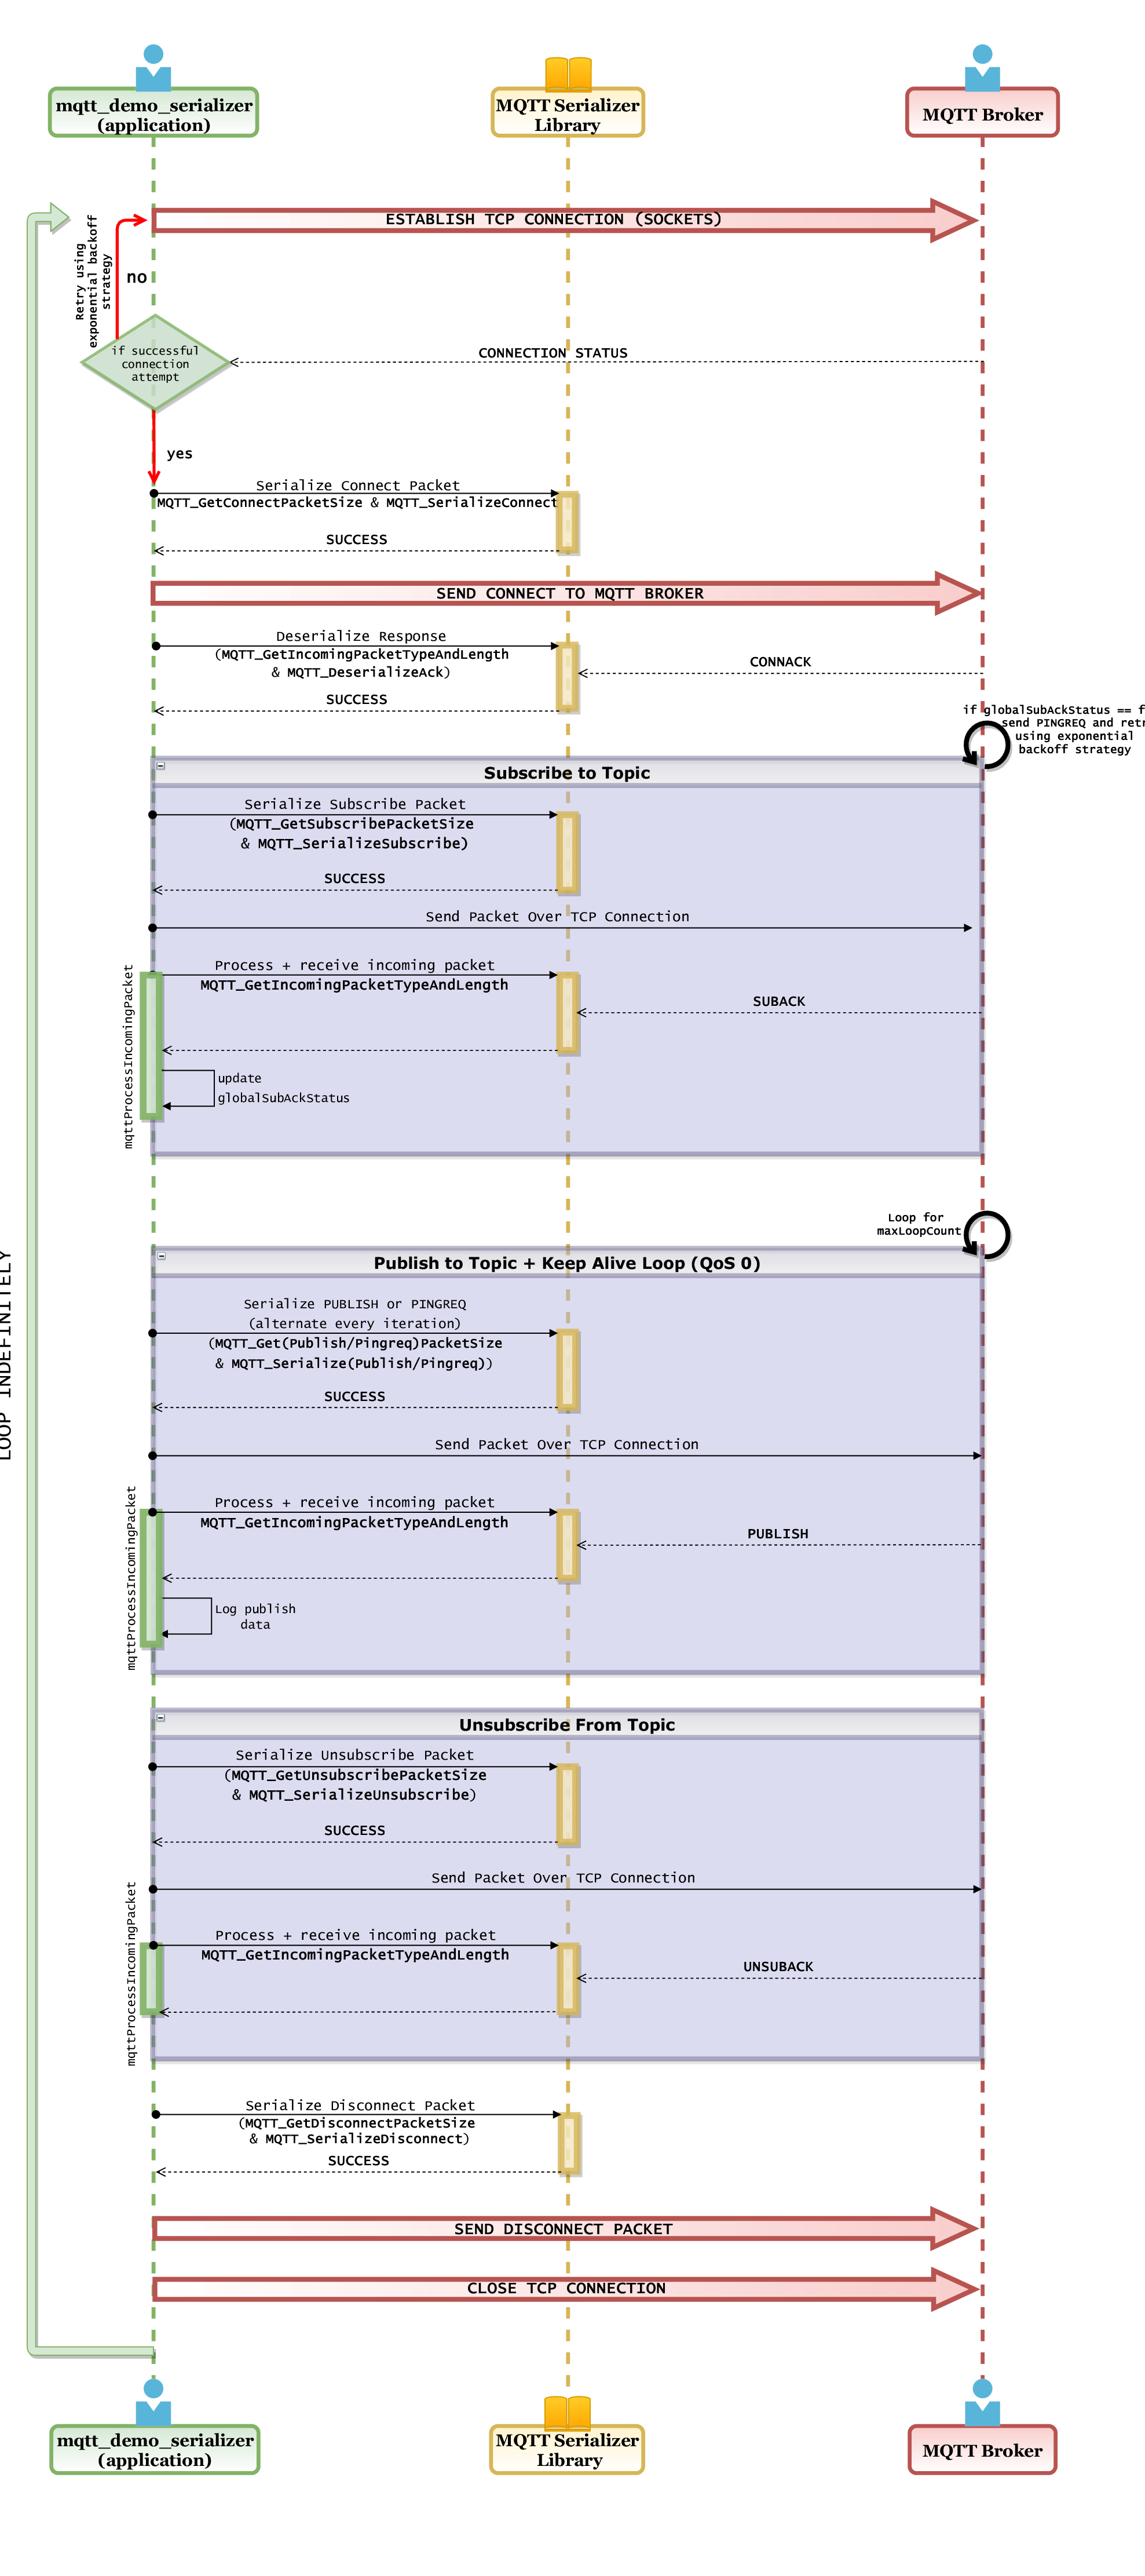 mqtt_demo_serializer
(application)
MQTT Serializer
Library
MQTT Broker
ESTABLISH TCP CONNECTION (SOCKETS)
Retry using
exponential backoff
strategy
no
if successful
connection
attempt
CONNECTION STATUS
yes
Serialize Connect Packet
MQTT_GetConnectPacketSize & MQTT_SerializeConnect
SUCCESS
SEND CONNECT TO MQTT BROKER
Deserialize Response
(MQTT_GetIncomingPacketTypeAndLength
& MQTT_DeserializeAck)
CONNACK
SUCCESS
if globalSubAckStatus == f
send PINGREQ and retr
using exponential
backoff strategy
Subscribe to Topic
Serialize Subscribe Packet
(MQTT_GetSubscribePacketSize
& MQTT_SerializeSubscribe)
SUCCESS
Send Packet Over TCP Connection
mqttProcessIncomingPacket
Process + receive incoming packet
MQTT_GetIncomingPacketTypeAndLength
SUBACK
update
globalSubAckStatus
Loop for
maxLoopCount
LOOP INDEFINITELY
Publish to Topic + Keep Alive Loop (QoS 0)
Serialize PUBLISH or PINGREQ
(alternate every iteration)
(MQTT_Get(Publish/Pingreq)PacketSize
& MQTT_Serialize(Publish/Pingreq))
SUCCESS
Send Packet Over TCP Connection
mqttProcessIncomingPacket
Process + receive incoming packet
MQTT_GetIncomingPacketTypeAndLength
PUBLISH
Log publish
data
Unsubscribe From Topic
Serialize Unsubscribe Packet
(MQTT_GetUnsubscribePacketSize
& MQTT_SerializeUnsubscribe)
SUCCESS
Send Packet Over TCP Connection
mqttProcessIncomingPacket
Process + receive incoming packet
MQTT_GetIncomingPacketTypeAndLength
UNSUBACK
Serialize Disconnect Packet
(MQTT_GetDisconnectPacketSize
& MQTT_SerializeDisconnect)
SUCCESS
SEND DISCONNECT PACKET
CLOSE TCP CONNECTION
mqtt_demo_serializer
(application)
MQTT Serializer
Library
MQTT Broker